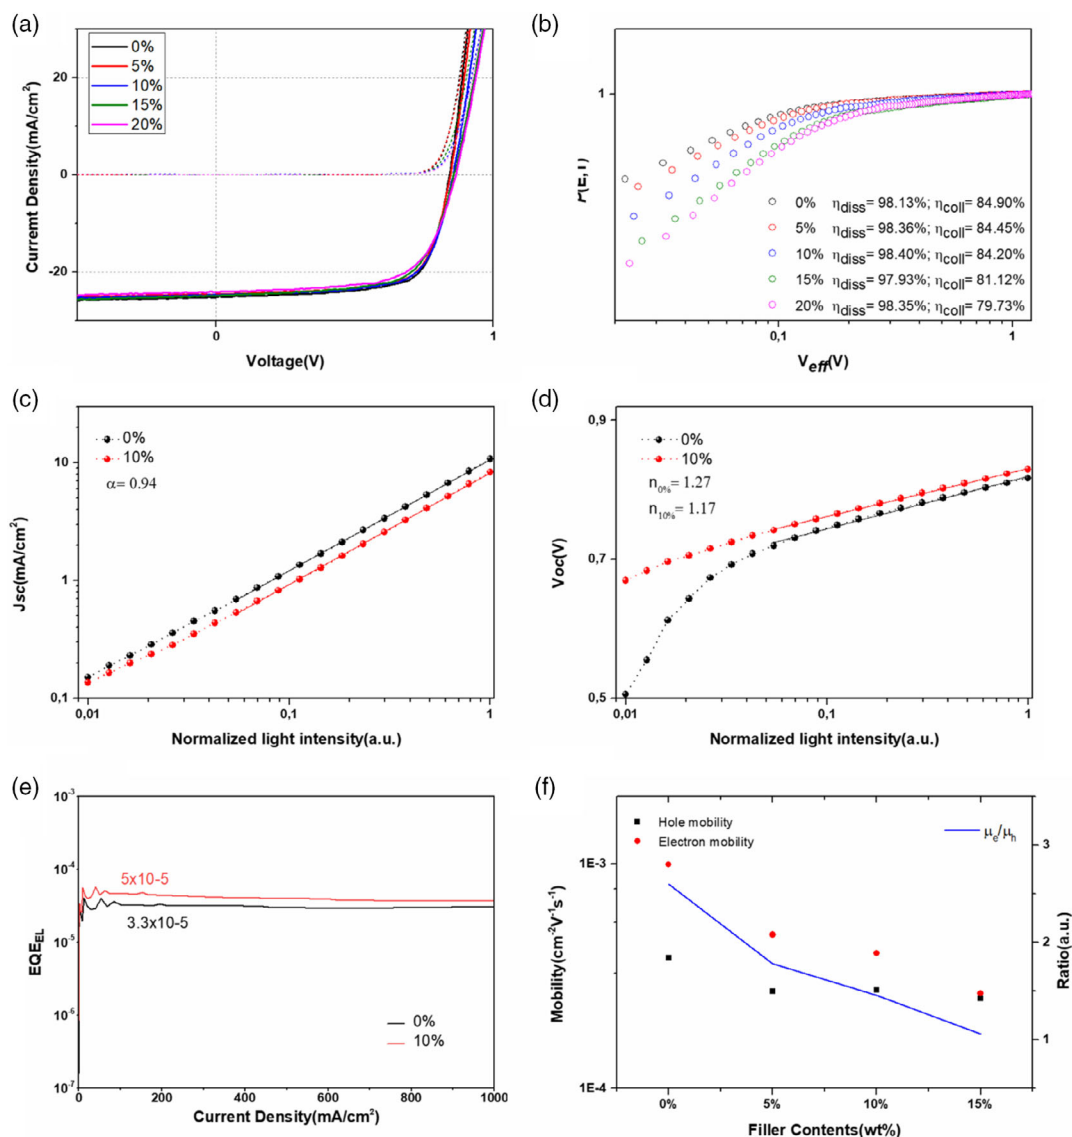 (a)
Curremt Density(mA/cm²)
20
0
-20
0%
5%
10%
15%
20%
0
1
Voltage(V)
(b)
1
0% ηdiss= 98.13%; ηcoll= 84.90%
5% ηdiss= 98.36%; ηcoll= 84.45%
10% ηdiss= 98.40%; ηcoll= 84.20%
15% ηdiss= 97.93%; ηcoll= 81.12%
20% ηdiss= 98.35%; ηcoll= 79.73%
0,1
1
Veff(V)
(c)
Jsc(mA/cm²)
10
1
0,1
0%
10%
α= 0.94
0,01
0,1
1
Normalized light intensity(a.u.)
(d)
Voc(V)
0,9
0,7
0,5
0%
10%
n0%= 1.27
n10%= 1.17
0,01
0,1
1
Normalized light intensity(a.u.)
(e)
EQEEL
10⁻³
10⁻⁴
10⁻⁵
10⁻⁶
10⁻⁷
5x10-5
3.3x10-5
0%
10%
0
200
400
600
800
1000
Current Density(mA/cm²)
(f)
Mobility(cm⁻²V⁻¹s⁻¹)
1E-3
1E-4
Hole mobility
Electron mobility
μe/μh
3
2
1
Ratio(a.u.)
0%
5%
10%
15%
Filler Contents(wt%)